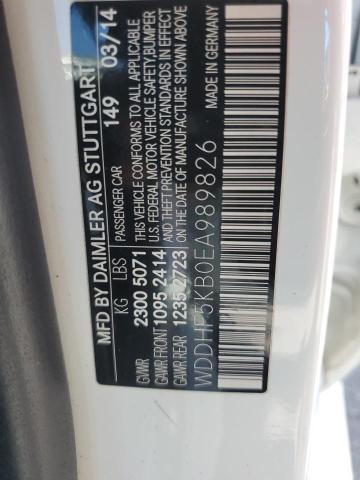 MFD BY DAIMLER AG STUTTGART
149 03/14
PASSENGER CAR
KG LBS
GVWR 2300 5071
GAWR FRONT 1095 2414
GAWR REAR 1235 2723
THIS VEHICLE CONFORMS TO ALL APPLICABLE
U.S. FEDERAL MOTOR VEHICLE SAFETY,BUMPER
AND THEFT PREVENTION STANDARDS IN EFFECT
ON THE DATE OF MANUFACTURE SHOWN ABOVE
WDDHF5KB0EA989826
MADE IN GERMANY